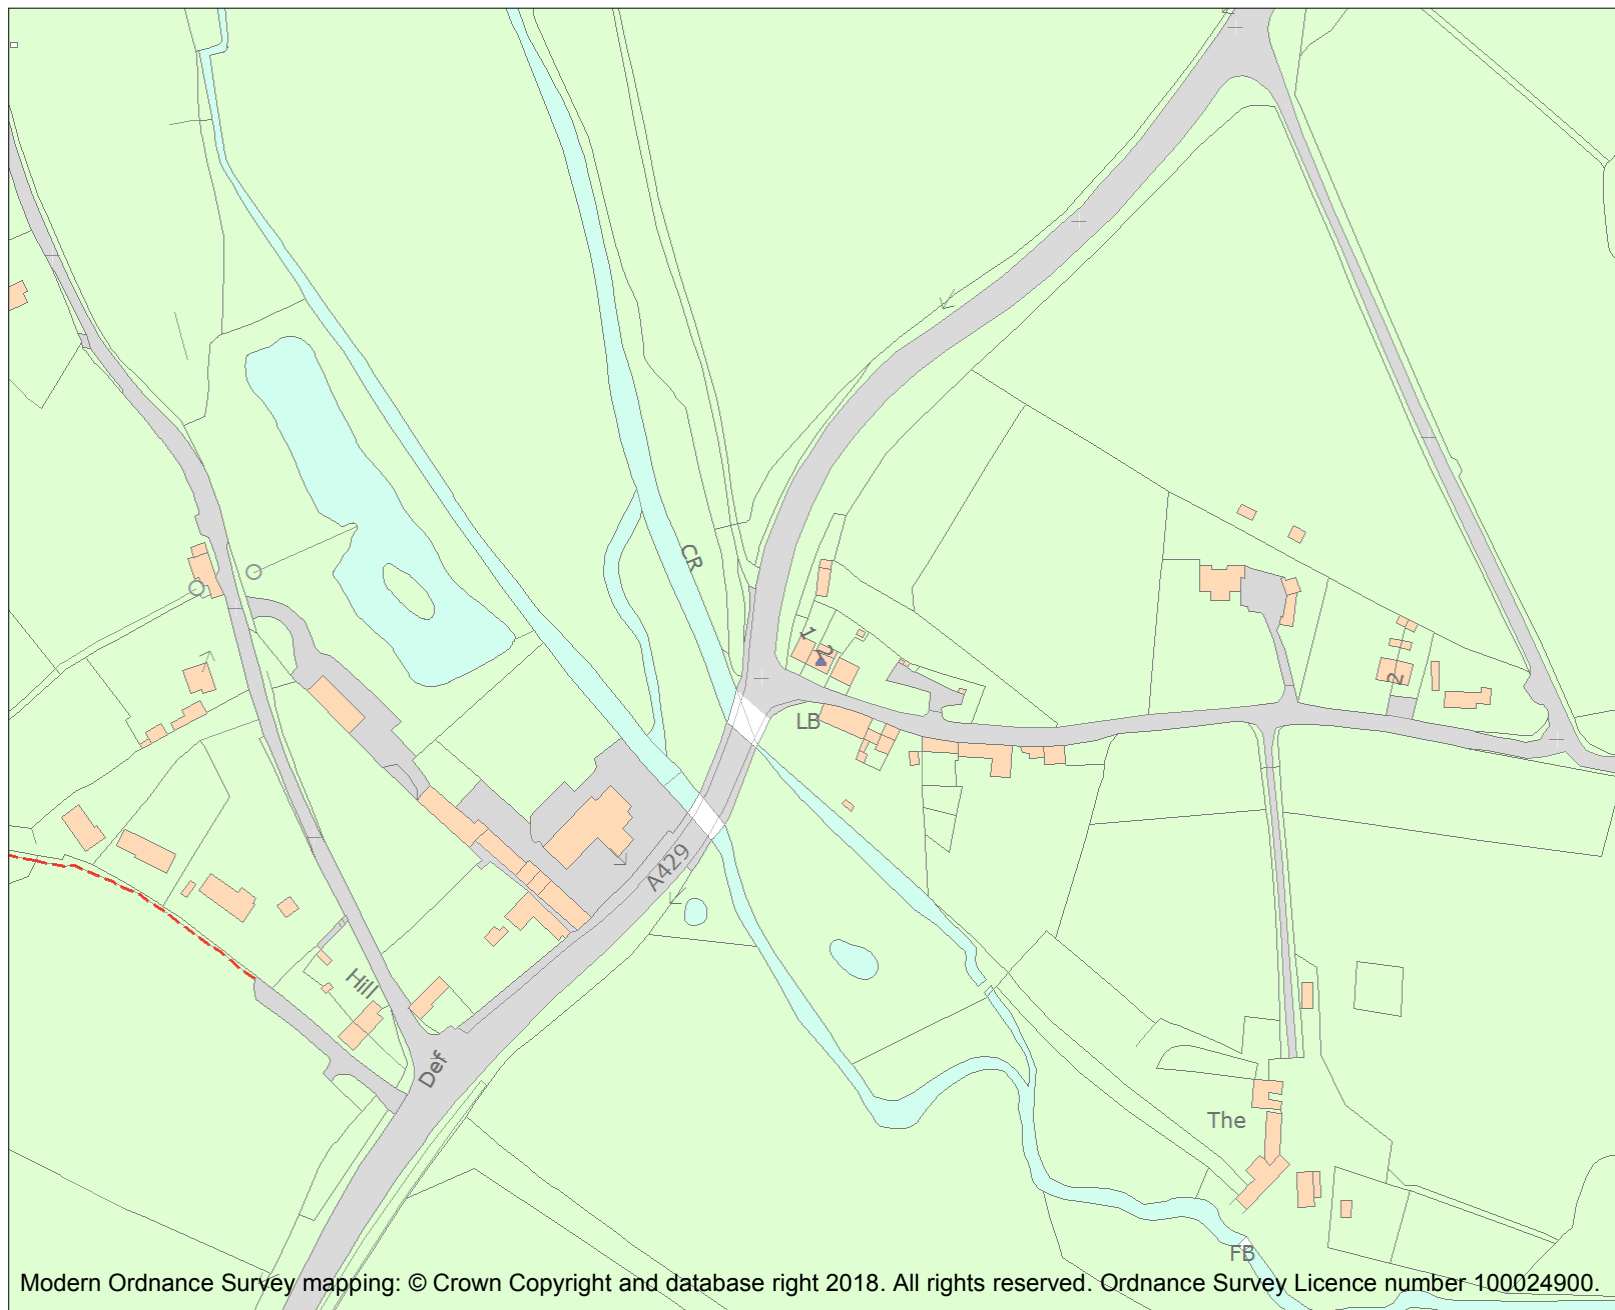 CR
1
2
LB
2
A429
Hill
Def
The
FB
Modern Ordnance Survey mapping: © Crown Copyright and database right 2018. All rights reserved. Ordnance Survey Licence number 100024900.